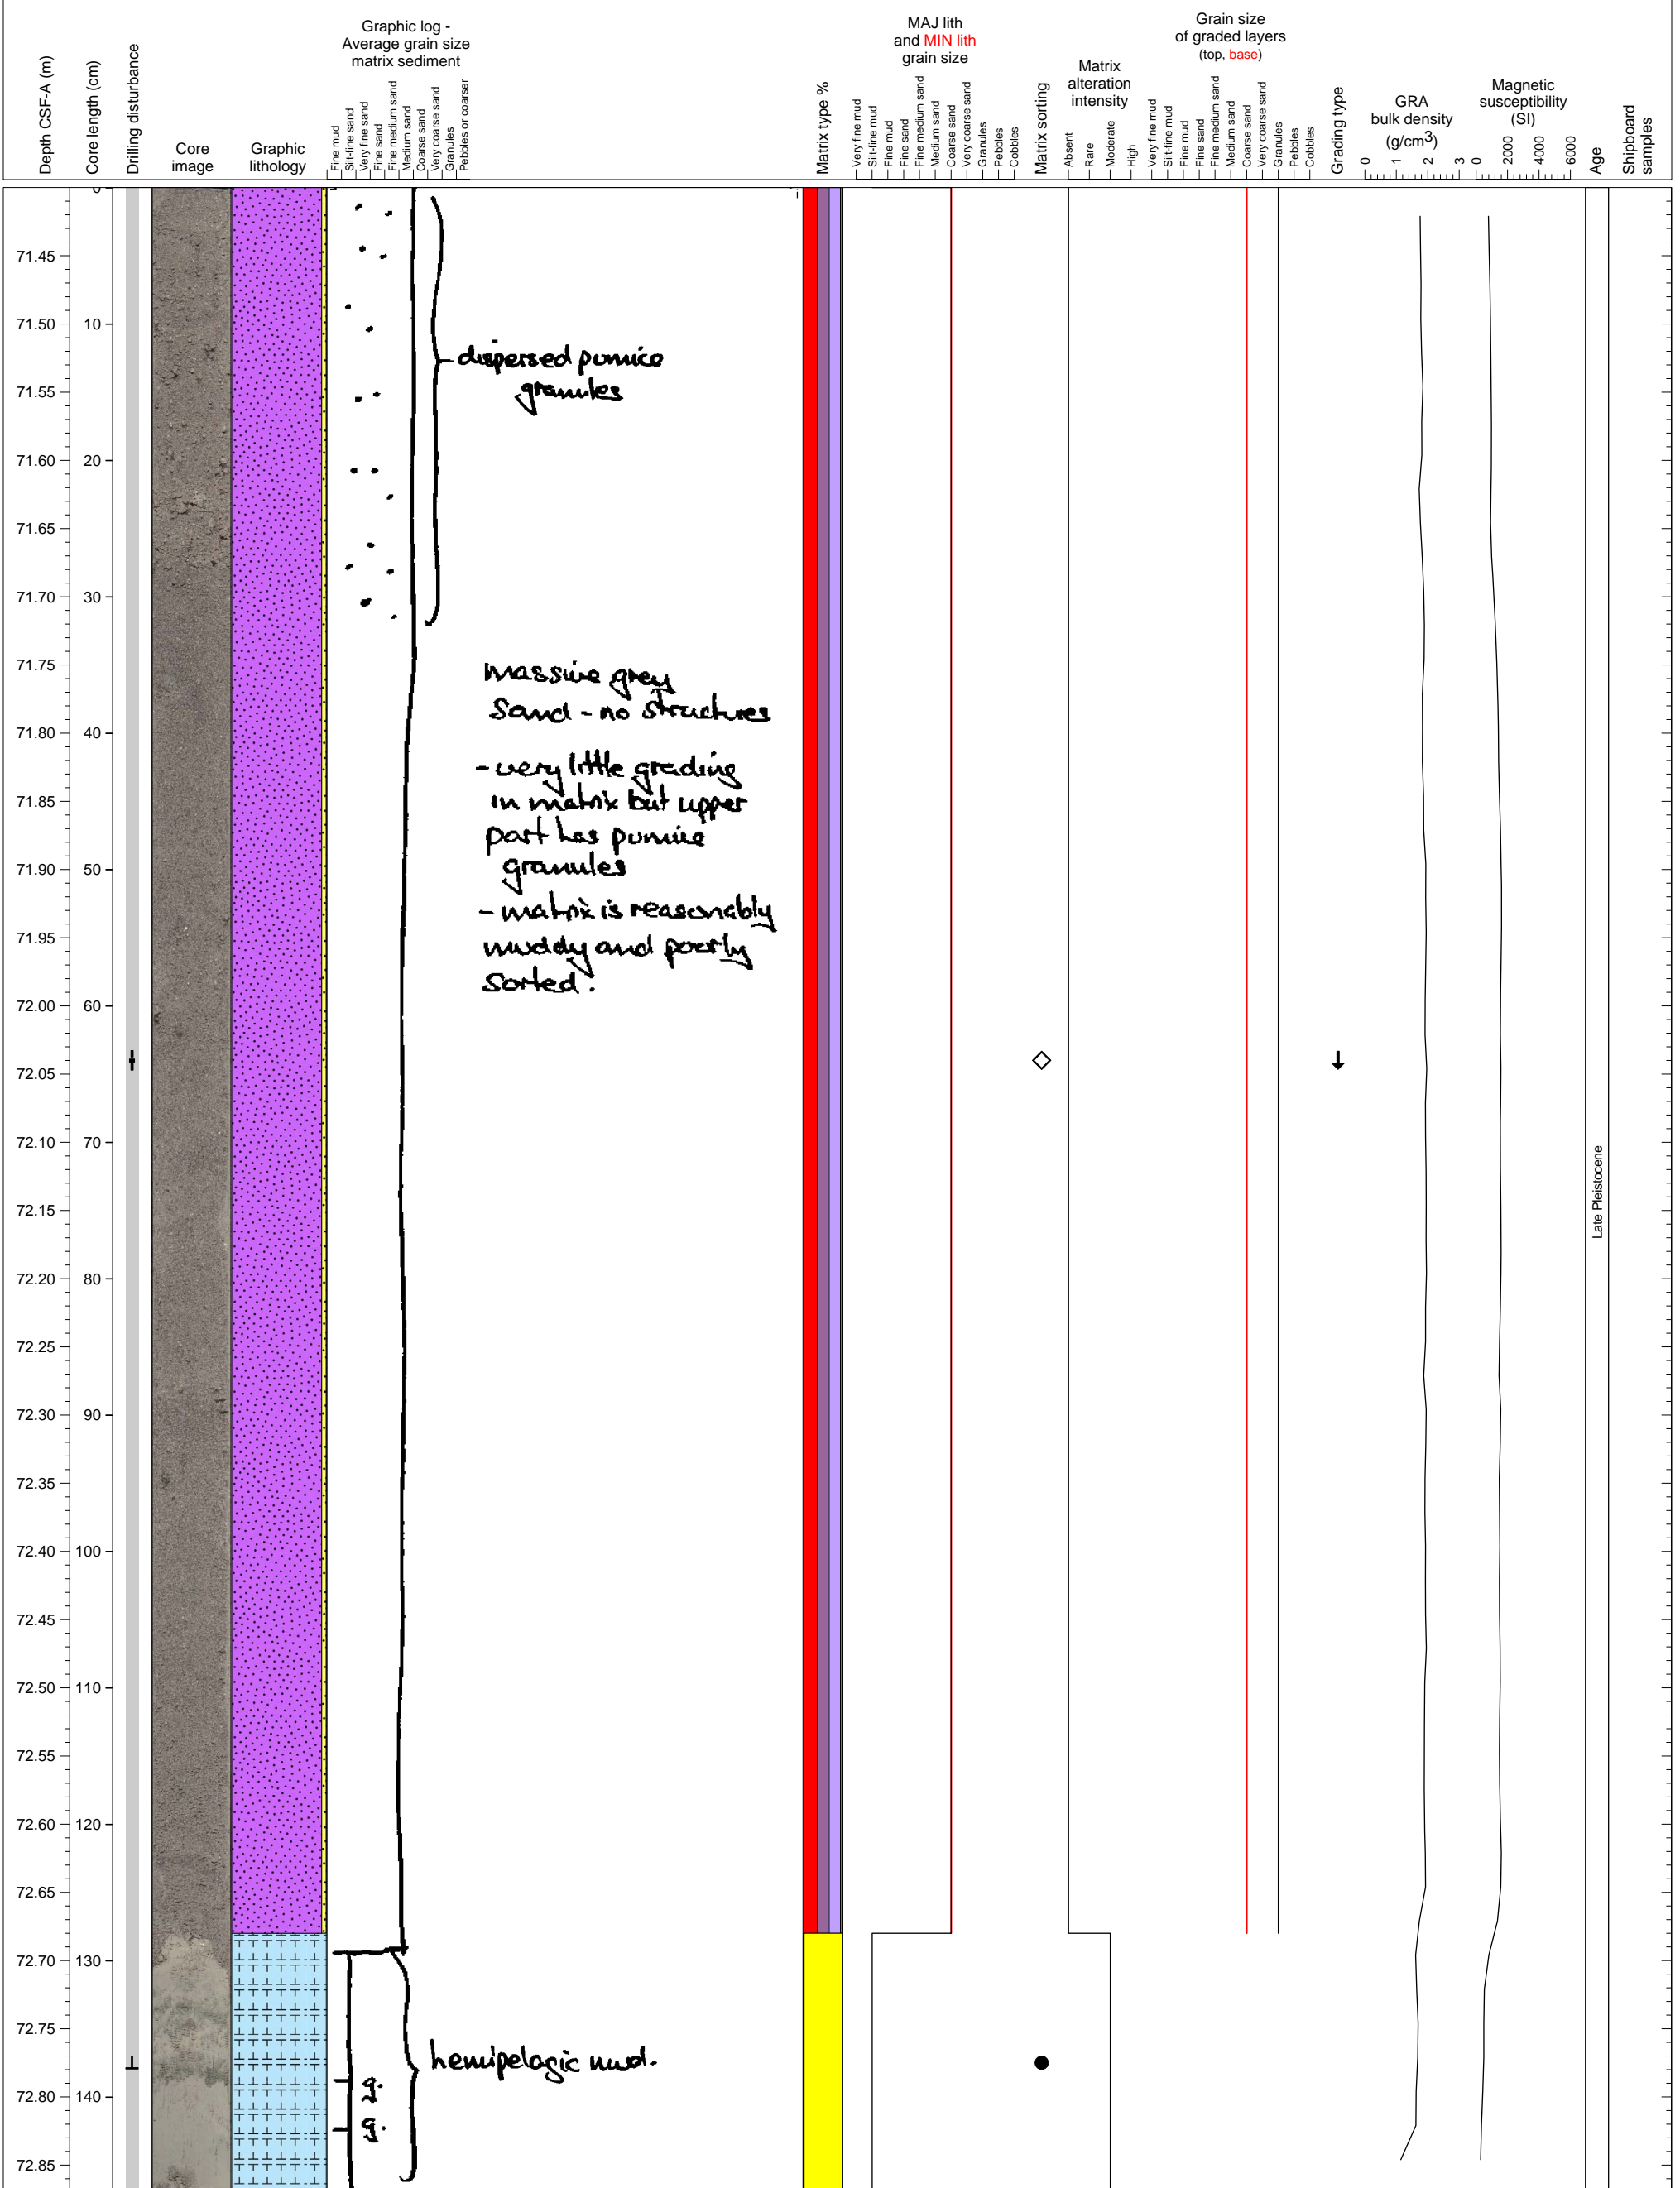 Depth CSF-A (m)
Core length (cm)
Drilling disturbance
Core
image
Graphic
lithology
Graphic log -
Average grain size
matrix sediment
Fine mud
Silt-fine sand
Very fine sand
Fine sand
Fine medium sand
Medium sand
Coarse sand
Very coarse sand
Granules
Pebbles or coarser
Matrix type %
MAJ lith
and MIN lith
grain size
Very fine mud
Silt-fine mud
Fine mud
Fine sand
Fine medium sand
Medium sand
Coarse sand
Very coarse sand
Granules
Pebbles
Cobbles
Matrix sorting
Matrix
alteration
intensity
Absent
Rare
Moderate
High
Grain size
of graded layers
(top, base)
Very fine mud
Silt-fine mud
Fine mud
Fine sand
Fine medium sand
Medium sand
Coarse sand
Very coarse sand
Granules
Pebbles
Cobbles
Grading type
GRA
bulk density
(g/cm3)
0 1 2 3
Magnetic
susceptibility
(SI)
0 2000 4000 6000
Age
Shipboard
samples
0
71.45
71.50 10
dispersed pumice
granules
71.55
71.60 20
71.65
71.70 30
massive grey
sand - no structures
71.75
71.80 40
- very little grading
in matrix but upper
part has pumice
granules
71.85
71.90 50
- matrix is reasonably
muddy and poorly
sorted.
71.95
72.00 60
72.05
72.10 70
Late Pleistocene
72.15
72.20 80
72.25
72.30 90
72.35
72.40 100
72.45
72.50 110
72.55
72.60 120
72.65
72.70 130
72.75
hemipelagic mud.
72.80 140
g.
g.
72.85